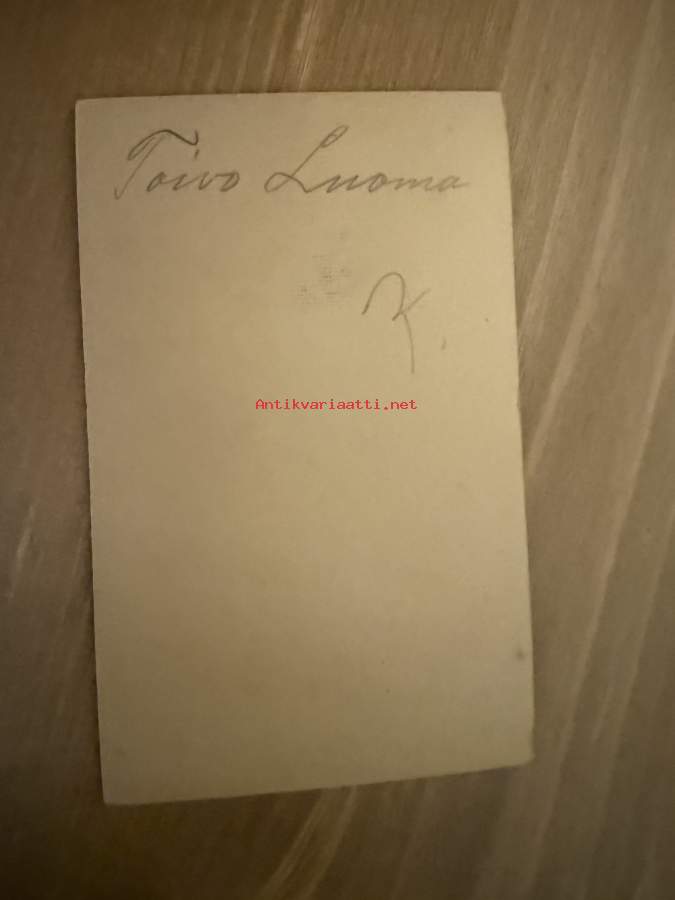 Toivo Luoma
K.
Antikvariaatti.net